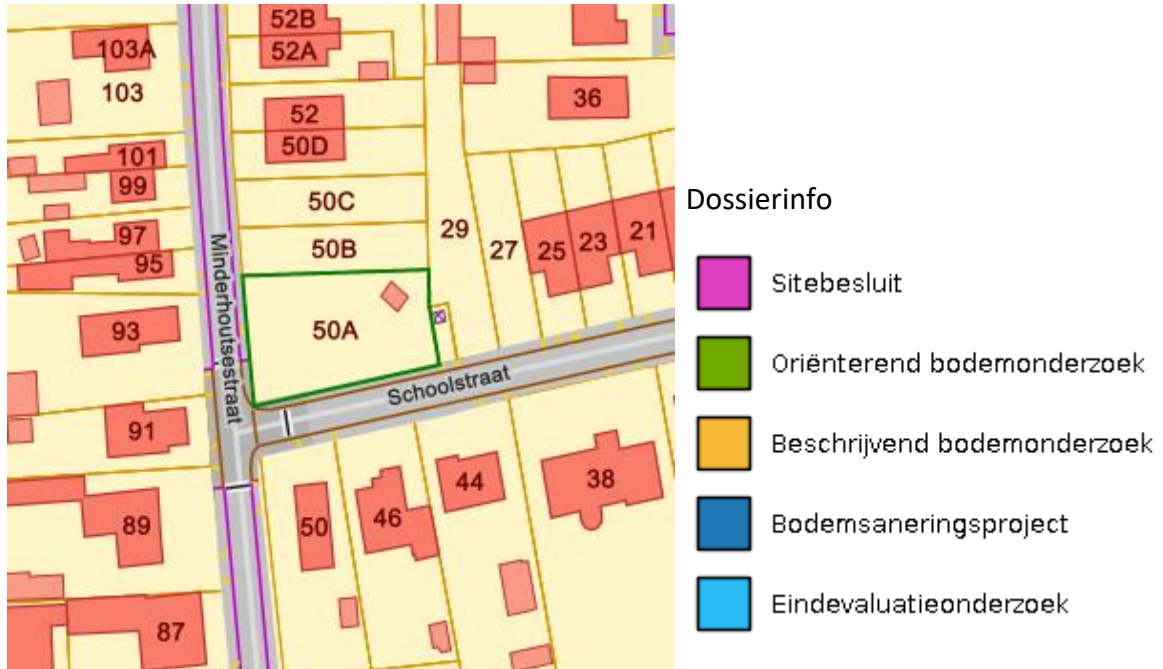 52B
103A
52A
103
36
52
101
50D
99
50C
21
29
23
97
27
25
50B
95
Minderhoutsestraat
93
50A
Schoolstraat
91
44
38
46
89
50
87
Dossierinfo
Sitebesluit
Oriënterend bodemonderzoek
Beschrijvend bodemonderzoek
Bodemsaneringsproject
Eindevaluatieonderzoek